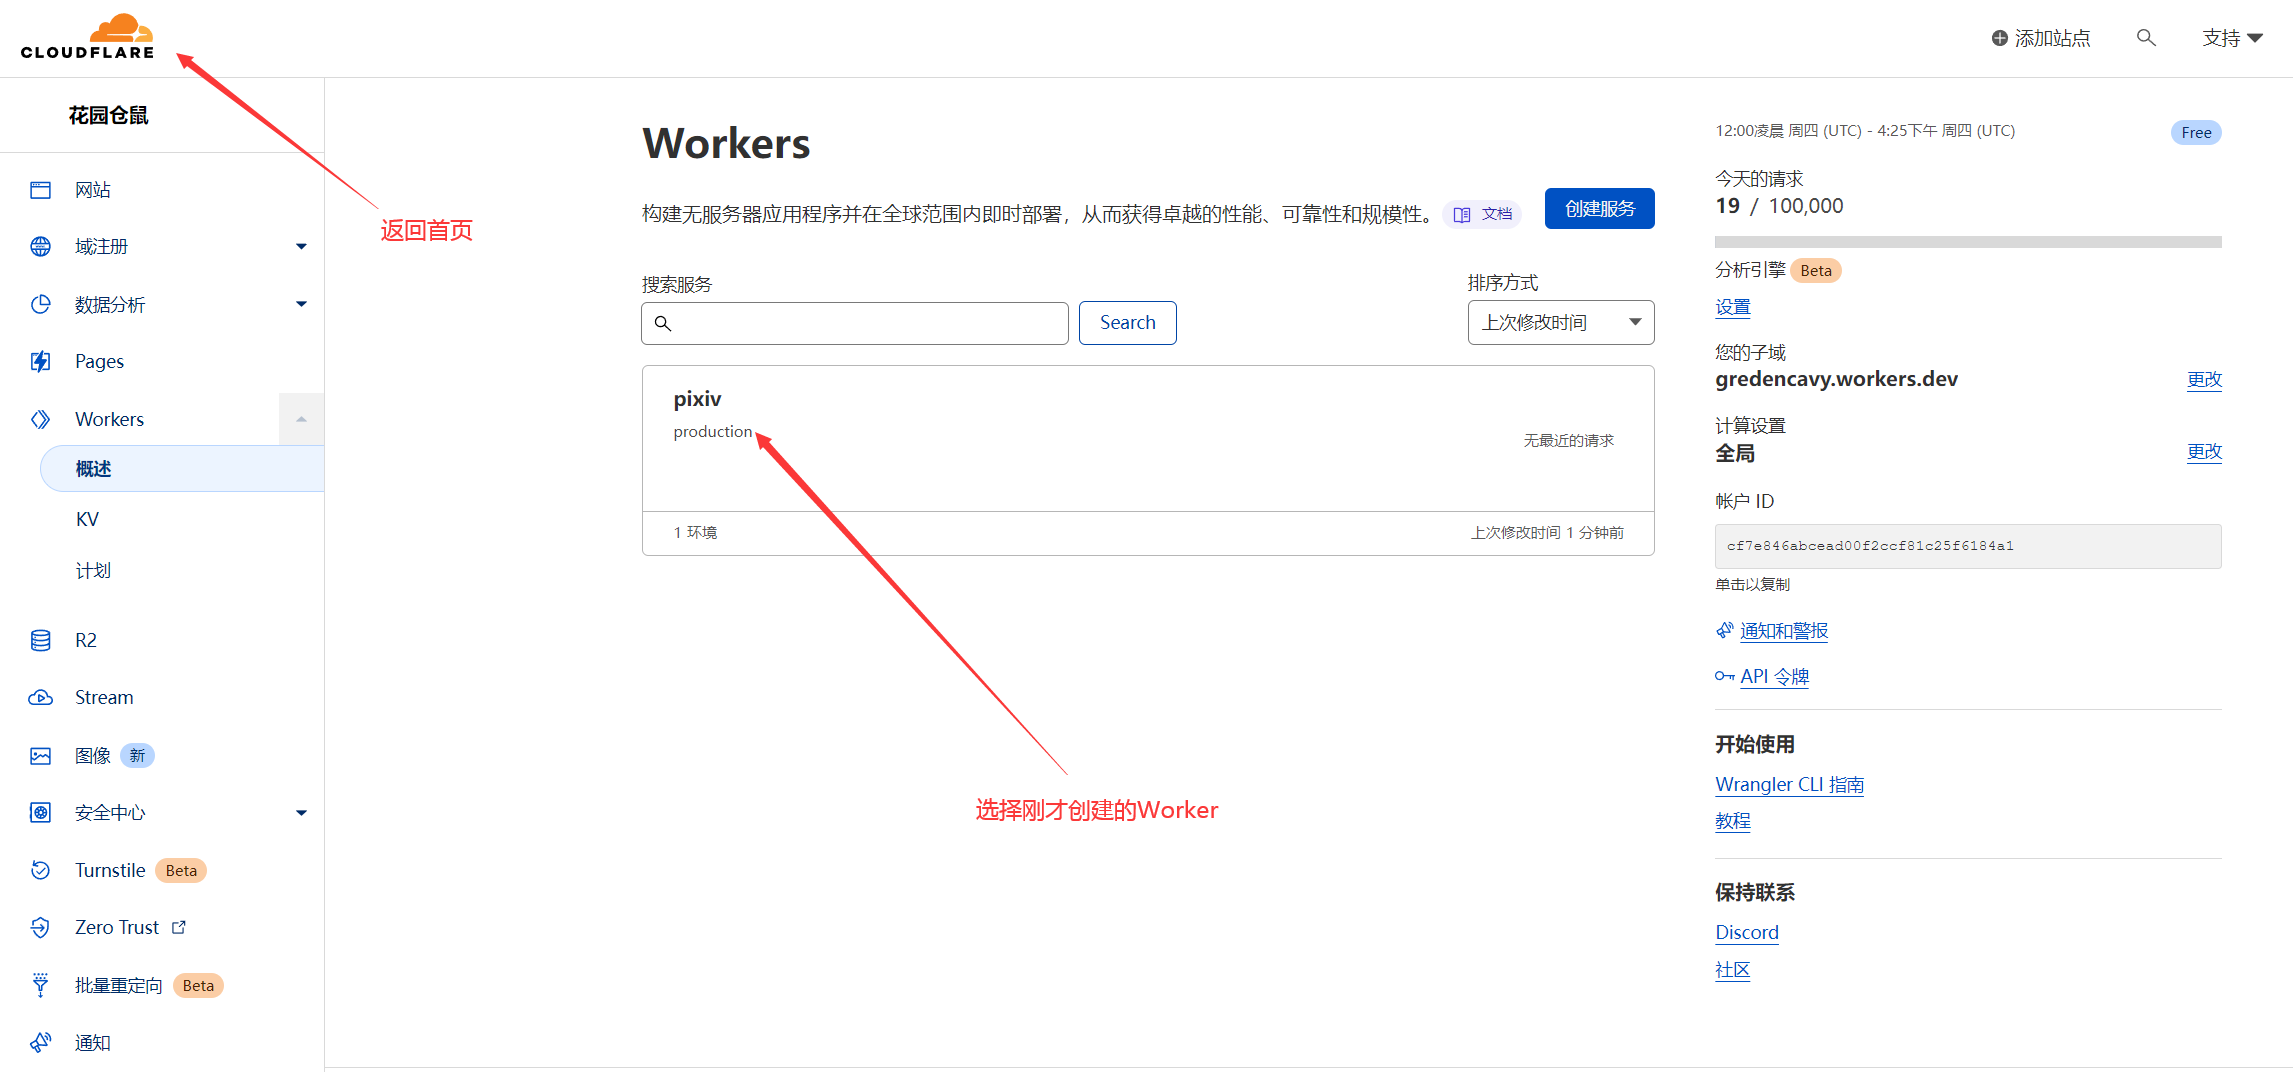 CLOUDFLARE
添加站点
支持
花园仓鼠
网站
域注册
数据分析
Pages
Workers
概述
KV
计划
R2
Stream
图像 新
安全中心
Turnstile Beta
Zero Trust
批量重定向 Beta
通知
返回首页
Workers
构建无服务器应用程序并在全球范围内即时部署，从而获得卓越的性能、可靠性和规模性。 文档
创建服务
搜索服务
Search
排序方式
上次修改时间
pixiv
production
无最近的请求
1 环境
上次修改时间 1 分钟前
选择刚才创建的Worker
12:00凌晨 周四 (UTC) - 4:25下午 周四 (UTC)
Free
今天的请求
19 / 100,000
分析引擎 Beta
设置
您的子域
gredencavy.workers.dev
更改
计算设置
全局
更改
帐户 ID
cf7e846abcead00f2ccf81c25f6184a1
单击以复制
通知和警报
API 令牌
开始使用
Wrangler CLI 指南
教程
保持联系
Discord
社区